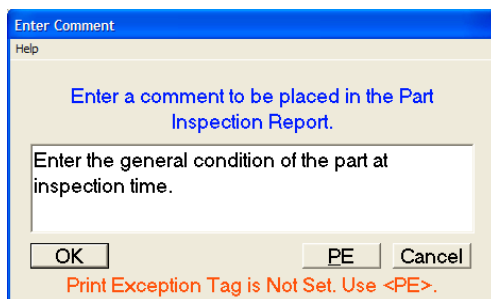 Enter Comment
Help
Enter a comment to be placed in the Part
Inspection Report.
Enter the general condition of the part at
inspection time.
OK PE Cancel
Print Exception Tag is Not Set. Use <PE>.